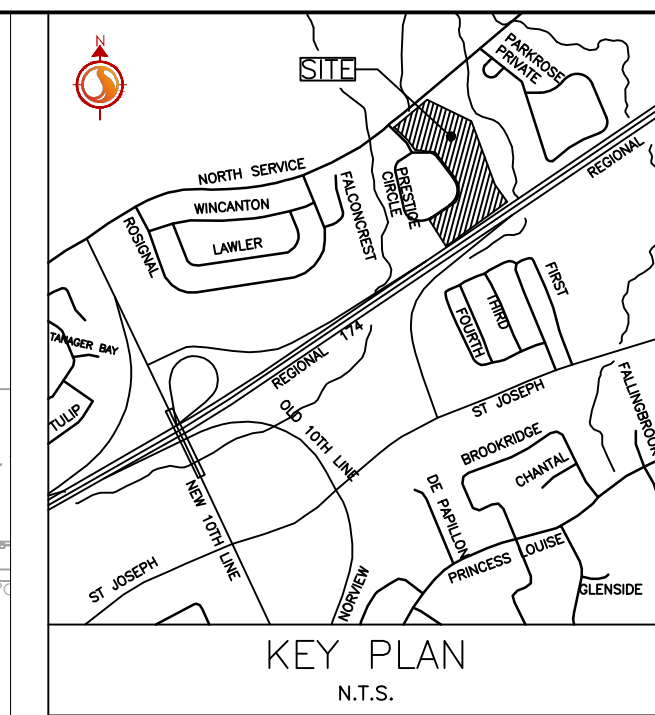 N
SITE
PARKROSE
PRIVATE
REGIONAL
NORTH SERVICE
WINCANTON
LAWLER
ROSIGNAL
FALCONCREST
PRESTIGE
CIRCLE
FIRST
THIRD
FOURTH
TANAGER BAY
TULIP
REGIONAL 174
OLD 10TH LINE
ST JOSEPH
FALLINGBROOK
BROOKRIDGE
CHANTAL
DE PAPILLON
NEW 10TH LINE
ST JOSEPH
PRINCESS LOUISE
NORVIEW
GLENSIDE
KEY PLAN
N.T.S.